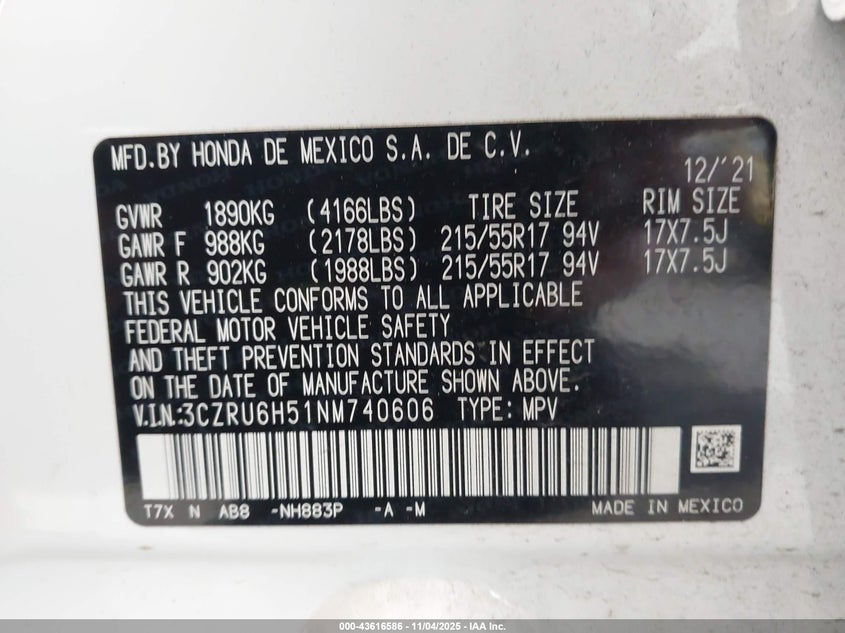 MFD.BY HONDA DE MEXICO S.A. DE C.V.
12/'21
GVWR 1890KG (4166LBS) TIRE SIZE RIM SIZE
GAWR F 988KG (2178LBS) 215/55R17 94V 17X7.5J
GAWR R 902KG (1988LBS) 215/55R17 94V 17X7.5J
THIS VEHICLE CONFORMS TO ALL APPLICABLE
FEDERAL MOTOR VEHICLE SAFETY
AND THEFT PREVENTION STANDARDS IN EFFECT
ON THE DATE OF MANUFACTURE SHOWN ABOVE.
V.I.N.:3CZRU6H51NM740606 TYPE: MPV
T7X N AB8 -NH883P -A -M MADE IN MEXICO
000-43616586 - 11/04/2025 - IAA Inc.